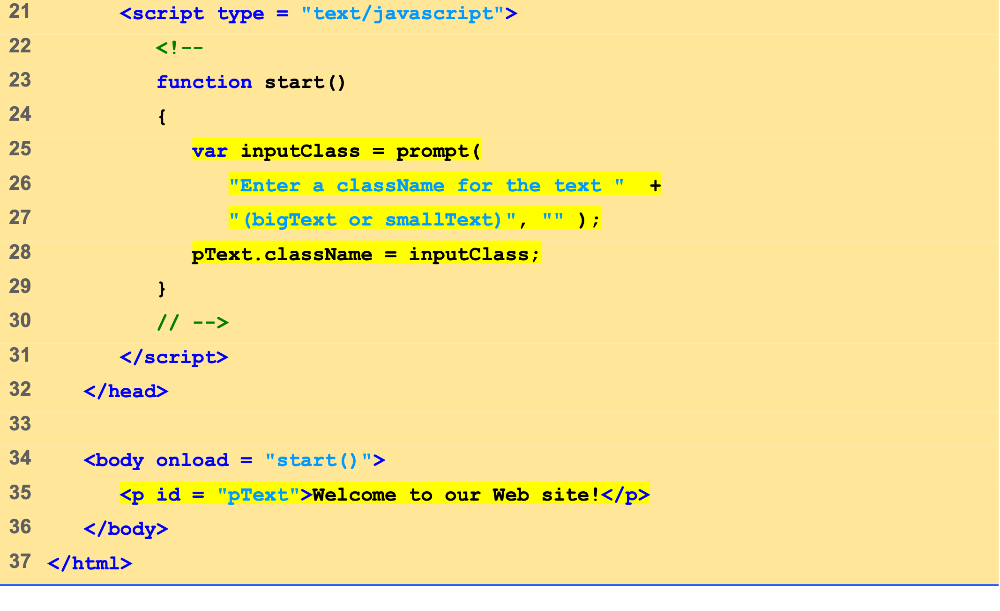 21 <script type = "text/javascript">
22 <!--
23 function start()
24 {
25 var inputClass = prompt(
26 "Enter a className for the text "  +
27 "(bigText or smallText)", "" );
28 pText.className = inputClass;
29 }
30 // -->
31 </script>
32 </head>
33
34 <body onload = "start()">
35 <p id = "pText">Welcome to our Web site!</p>
36 </body>
37 </html>